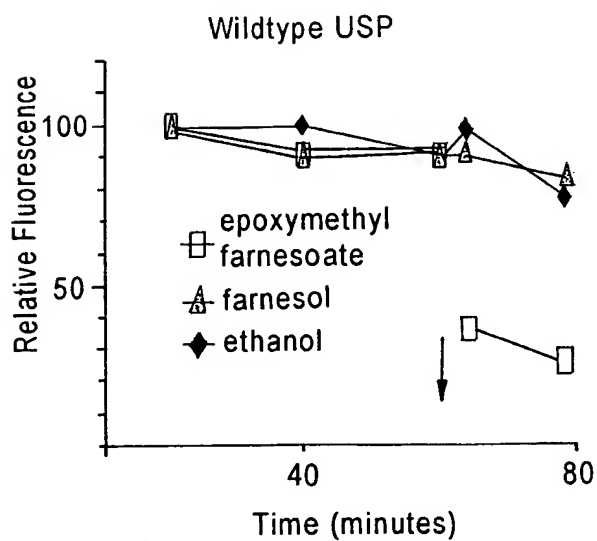 Wildtype USP
Relative Fluorescence
100
50
epoxymethyl
farnesoate
farnesol
ethanol
40
80
Time (minutes)